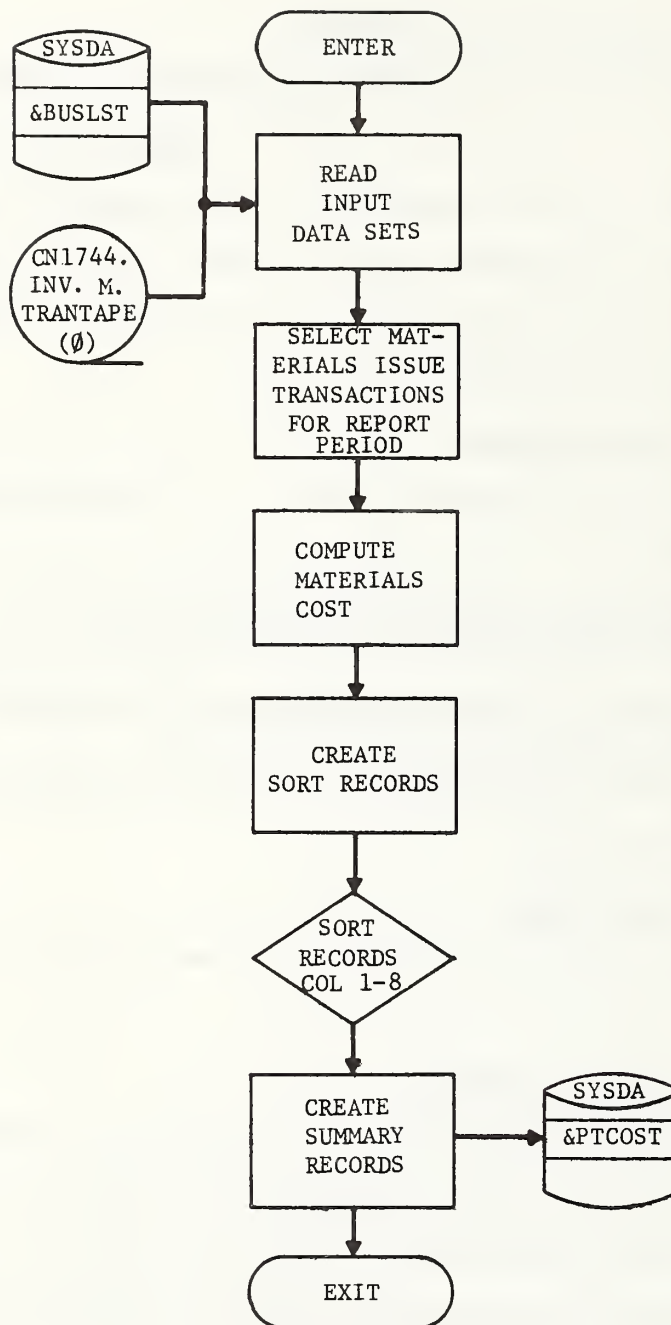 SYSDA
&BUSLST
ENTER
READ
INPUT
DATA SETS
CN1744.
INV. M.
TRANTAPE
(Ø)
SELECT MAT-
ERIALS ISSUE
TRANSACTIONS
FOR REPORT
PERIOD
COMPUTE
MATERIALS
COST
CREATE
SORT RECORDS
SORT
RECORDS
COL 1-8
CREATE
SUMMARY
RECORDS
SYSDA
&PTCOST
EXIT